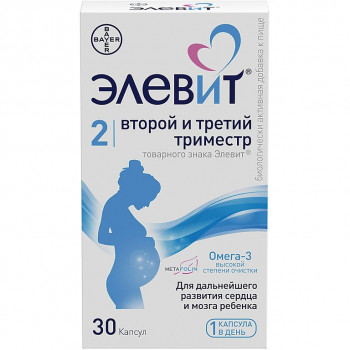 BAYER
BAYER
ЭЛЕВИТ®
2
второй и третий
триместр
товарного знака Элевит®
биологически активная добавка к пище
METAFOLIN
Омега-3
ВЫСОКОЙ
СТЕПЕНИ ОЧИСТКИ
Для дальнейшего
развития сердца
и мозга ребенка
30 Капсул
1 КАПСУЛА
В ДЕНЬ